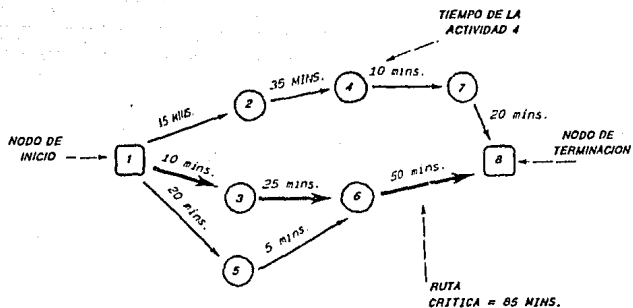 TIEMPO DE LA
ACTIVIDAD 4
10 mins.
35 MINS.
4
7
2
15 MINS.
20 mins.
NODO DE
INICIO
1
10 mins.
25 mins.
50 mins.
8
NODO DE
TERMINACION
3
6
20 mins.
5 mins.
5
RUTA
CRITICA = 85 MINS.